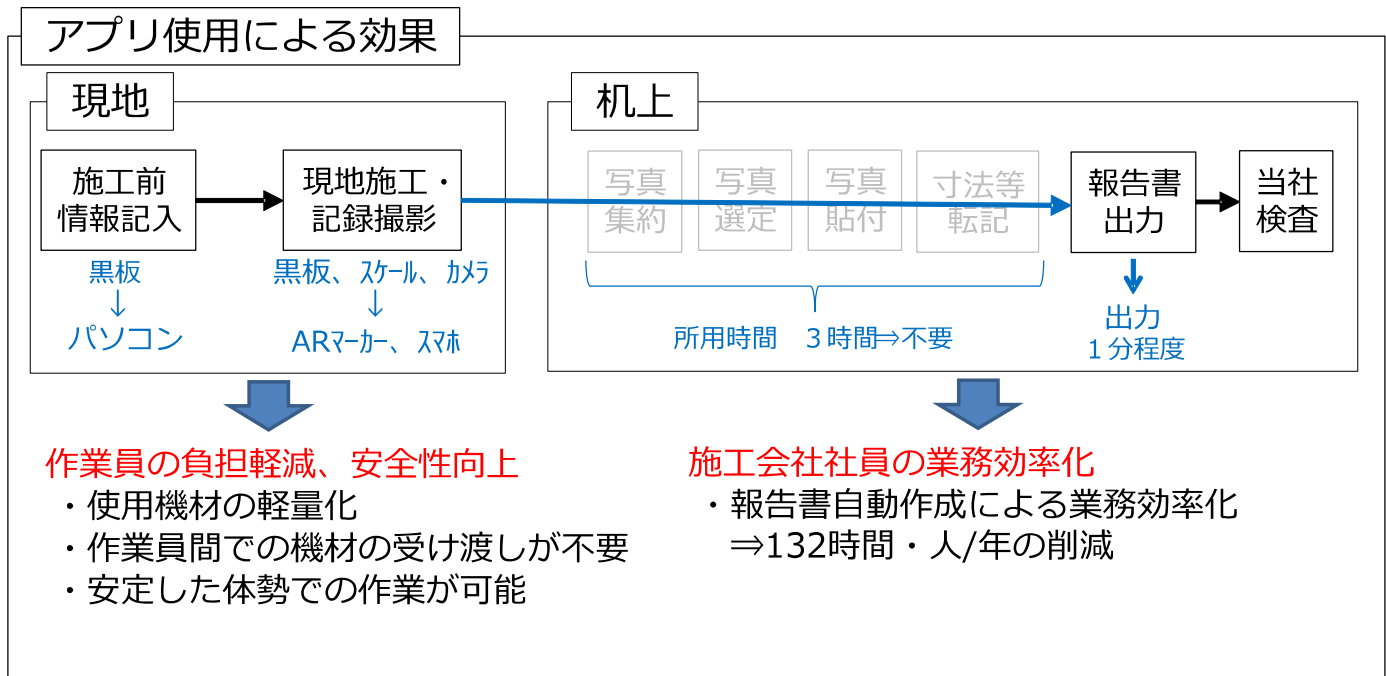 アプリ使用による効果
現地
施工前
情報記入
現地施工・
記録撮影
黒板
↓
パソコン
黒板、ｽｹｰﾙ、ｶﾒﾗ
↓
ARﾏｰｶｰ、ｽﾏﾎ
机上
写真
集約
写真
選定
写真
貼付
寸法等
転記
報告書
出力
当社
検査
所用時間　３時間⇒不要
出力
１分程度
作業員の負担軽減、安全性向上
・使用機材の軽量化
・作業員間での機材の受け渡しが不要
・安定した体勢での作業が可能
施工会社社員の業務効率化
・報告書自動作成による業務効率化
⇒132時間・人/年の削減